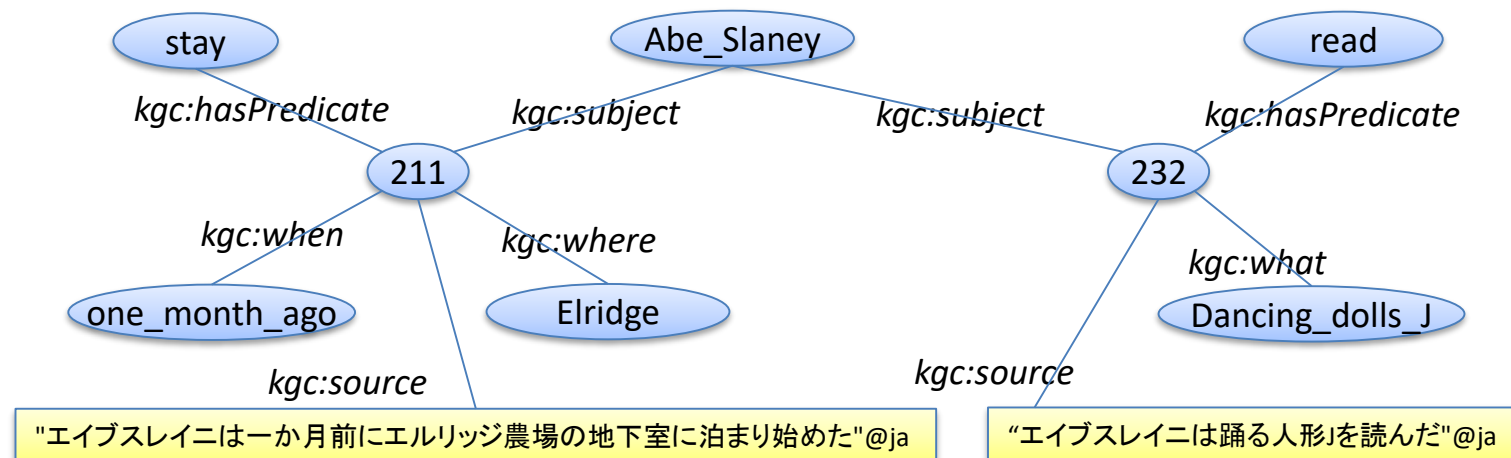 stay
Abe_Slaney
read
kgc:hasPredicate
kgc:subject
kgc:subject
kgc:hasPredicate
211
232
kgc:when
kgc:where
kgc:what
one_month_ago
Elridge
Dancing_dolls_J
kgc:source
kgc:source
"エイブスレイニは一か月前にエルリッジ農場の地下室に泊まり始めた"@ja
“エイブスレイニは踊る人形Jを読んだ"@ja